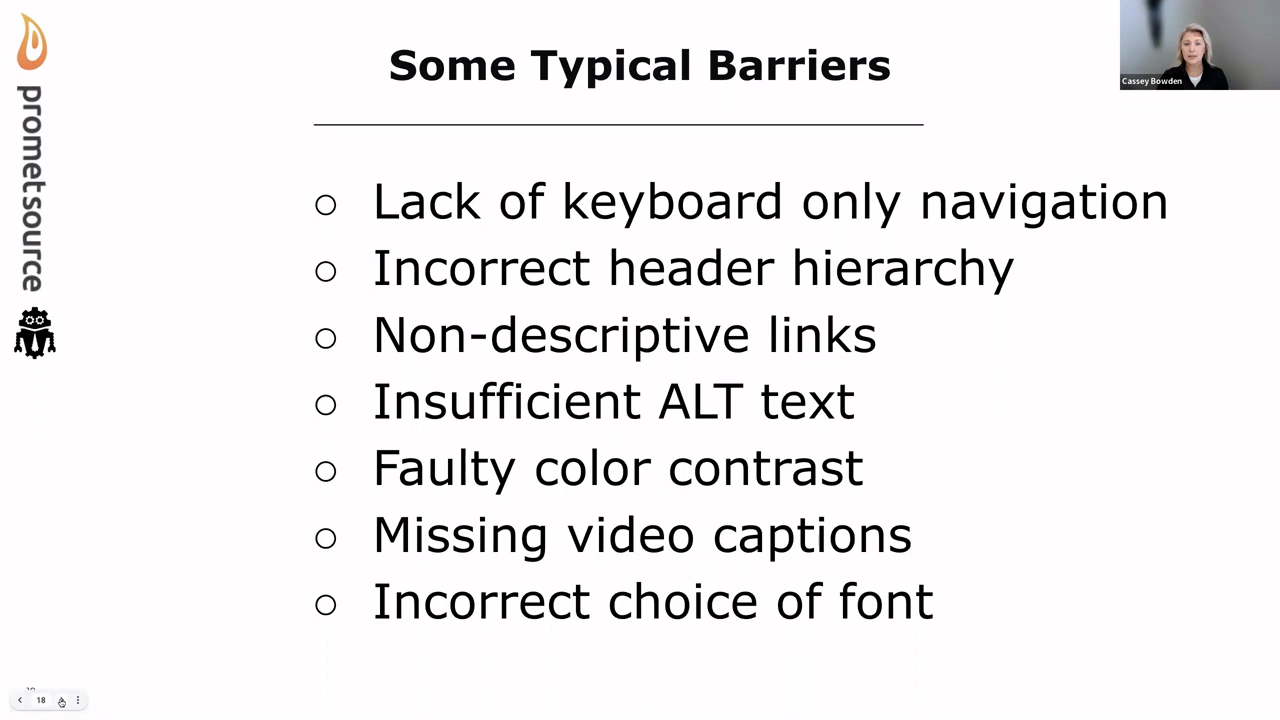 Some Typical Barriers
Cassey Bowden
prometsource
○ Lack of keyboard only navigation
○ Incorrect header hierarchy
○ Non-descriptive links
○ Insufficient ALT text
○ Faulty color contrast
○ Missing video captions
○ Incorrect choice of font
18